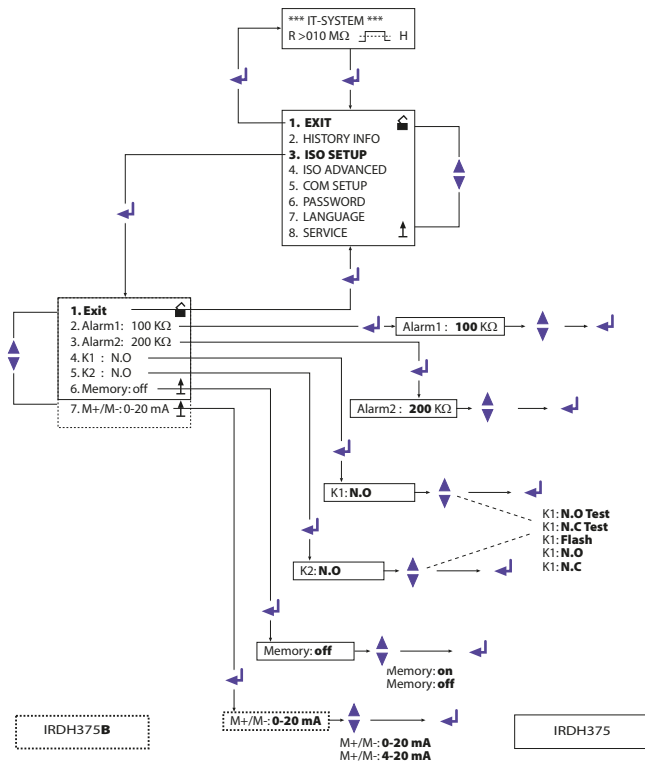 *** IT-SYSTEM ***
R >010 MΩ H
1. EXIT
2. HISTORY INFO
3. ISO SETUP
4. ISO ADVANCED
5. COM SETUP
6. PASSWORD
7. LANGUAGE
8. SERVICE
1. Exit
2. Alarm1: 100 KΩ
3. Alarm2: 200 KΩ
4. K1 : N.O
5. K2 : N.O
6. Memory: off
7. M+/M-: 0-20 mA
Alarm1 : 100 KΩ
Alarm2 : 200 KΩ
K1: N.O
K1: N.O Test
K1: N.C Test
K1: Flash
K1: N.O
K1: N.C
K2: N.O
Memory: off
Memory: on
Memory: off
M+/M-: 0-20 mA
M+/M-: 0-20 mA
M+/M-: 4-20 mA
IRDH375B
IRDH375